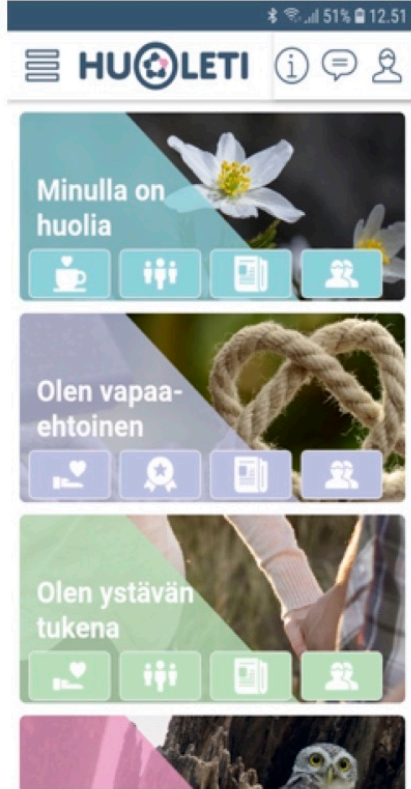 51% 12.51
HUOLETI
Minulla on
huolia
Olen vapaa-
ehtoinen
Olen ystävän
tukena